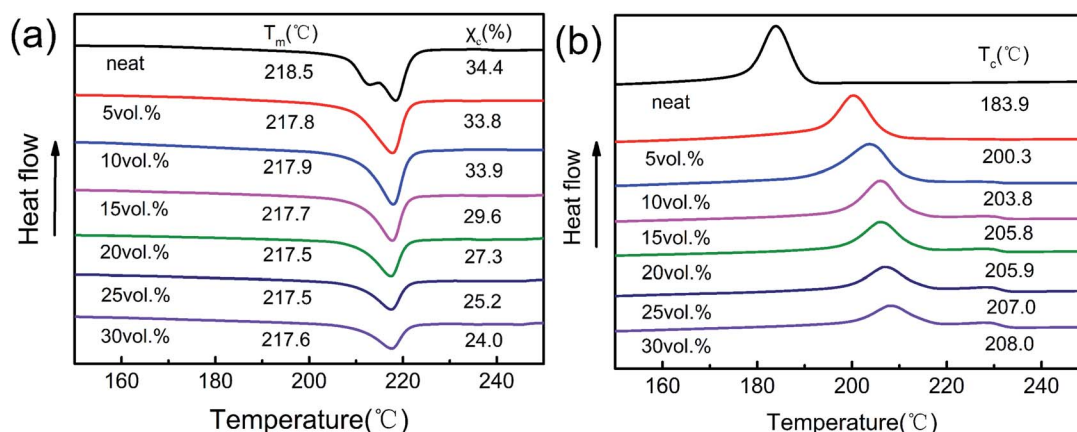 (a)
Tm(℃) χc(%)
neat 218.5 34.4
5vol.% 217.8 33.8
10vol.% 217.9 33.9
15vol.% 217.7 29.6
20vol.% 217.5 27.3
25vol.% 217.5 25.2
30vol.% 217.6 24.0
Heat flow
160 180 200 220 240
Temperature(℃)
(b)
Tc(℃)
neat 183.9
5vol.% 200.3
10vol.% 203.8
15vol.% 205.8
20vol.% 205.9
25vol.% 207.0
30vol.% 208.0
Heat flow
160 180 200 220 240
Temperature(℃)